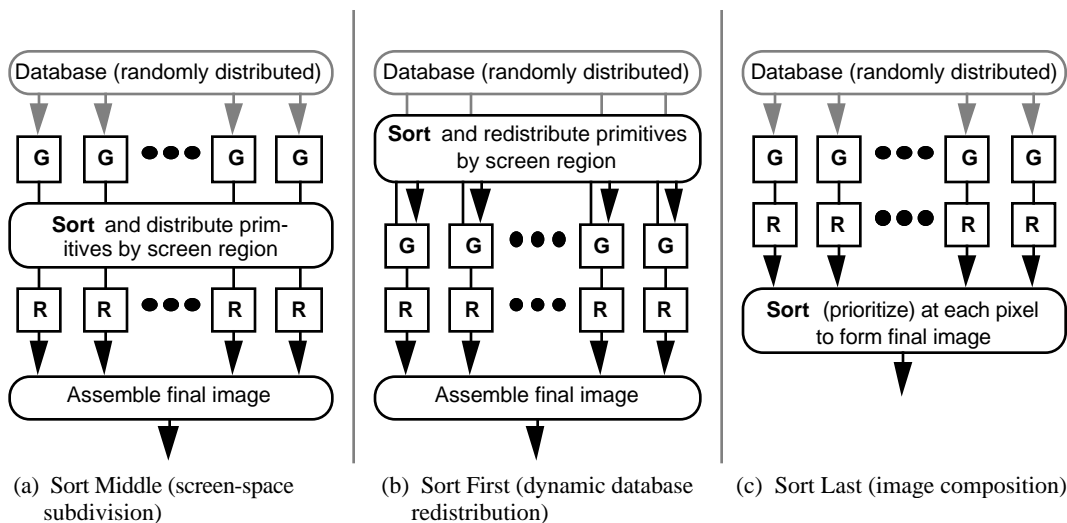 Database (randomly distributed)
G G G G
Sort and distribute prim-
itives by screen region
R R R R
Assemble final image
(a) Sort Middle (screen-space
subdivision)
Database (randomly distributed)
Sort and redistribute primitives
by screen region
G G G G
R R R R
Assemble final image
(b) Sort First (dynamic database
redistribution)
Database (randomly distributed)
G G G G
R R R R
Sort (prioritize) at each pixel
to form final image
(c) Sort Last (image composition)